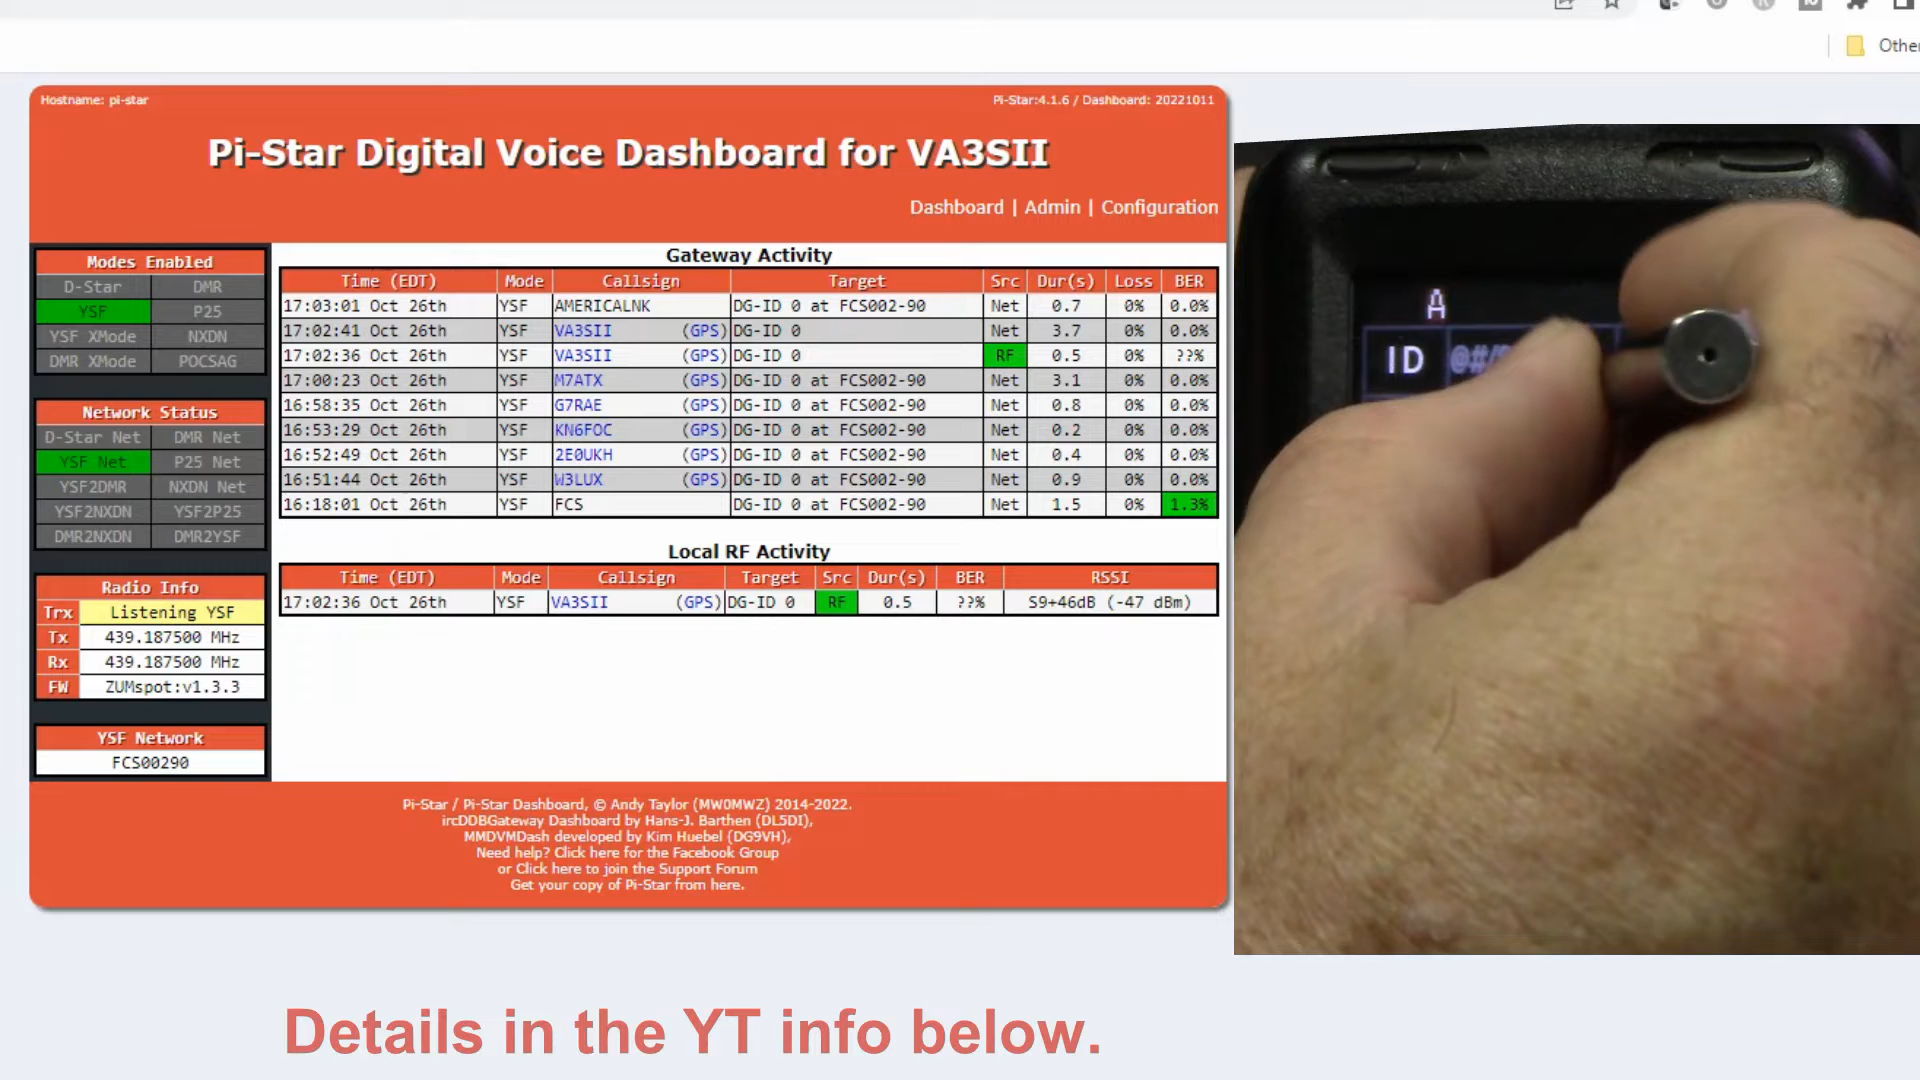 Other
Hostname: pi-star
Pi-Star:4.1.6 / Dashboard: 20221011
Pi-Star Digital Voice Dashboard for VA3SII
Dashboard | Admin | Configuration
Modes Enabled
D-Star DMR
YSF P25
YSF XMode NXDN
DMR XMode POCSAG
Network Status
D-Star Net DMR Net
YSF Net P25 Net
YSF2DMR NXDN Net
YSF2NXDN YSF2P25
DMR2NXDN DMR2YSF
Radio Info
Trx Listening YSF
Tx 439.187500 MHz
Rx 439.187500 MHz
FW ZUMspot:v1.3.3
YSF Network
FCS00290
Gateway Activity
Time (EDT) Mode Callsign Target Src Dur(s) Loss BER
17:03:01 Oct 26th YSF AMERICALNK DG-ID 0 at FCS002-90 Net 0.7 0% 0.0%
17:02:41 Oct 26th YSF VA3SII (GPS) DG-ID 0 Net 3.7 0% 0.0%
17:02:36 Oct 26th YSF VA3SII (GPS) DG-ID 0 RF 0.5 0% ??%
17:00:23 Oct 26th YSF M7ATX (GPS) DG-ID 0 at FCS002-90 Net 3.1 0% 0.0%
16:58:35 Oct 26th YSF G7RAE (GPS) DG-ID 0 at FCS002-90 Net 0.8 0% 0.0%
16:53:29 Oct 26th YSF KN6FOC (GPS) DG-ID 0 at FCS002-90 Net 0.2 0% 0.0%
16:52:49 Oct 26th YSF 2E0UKH (GPS) DG-ID 0 at FCS002-90 Net 0.4 0% 0.0%
16:51:44 Oct 26th YSF W3LUX (GPS) DG-ID 0 at FCS002-90 Net 0.9 0% 0.0%
16:18:01 Oct 26th YSF FCS DG-ID 0 at FCS002-90 Net 1.5 0% 1.3%
Local RF Activity
Time (EDT) Mode Callsign Target Src Dur(s) BER RSSI
17:02:36 Oct 26th YSF VA3SII (GPS) DG-ID 0 RF 0.5 ??% S9+46dB (-47 dBm)
Pi-Star / Pi-Star Dashboard, © Andy Taylor (MW0MWZ) 2014-2022.
ircDDBGateway Dashboard by Hans-J. Barthen (DL5DI),
MMDVMDash developed by Kim Huebel (DG9VH),
Need help? Click here for the Facebook Group
or Click here to join the Support Forum
Get your copy of Pi-Star from here.
A
ID
Details in the YT info below.